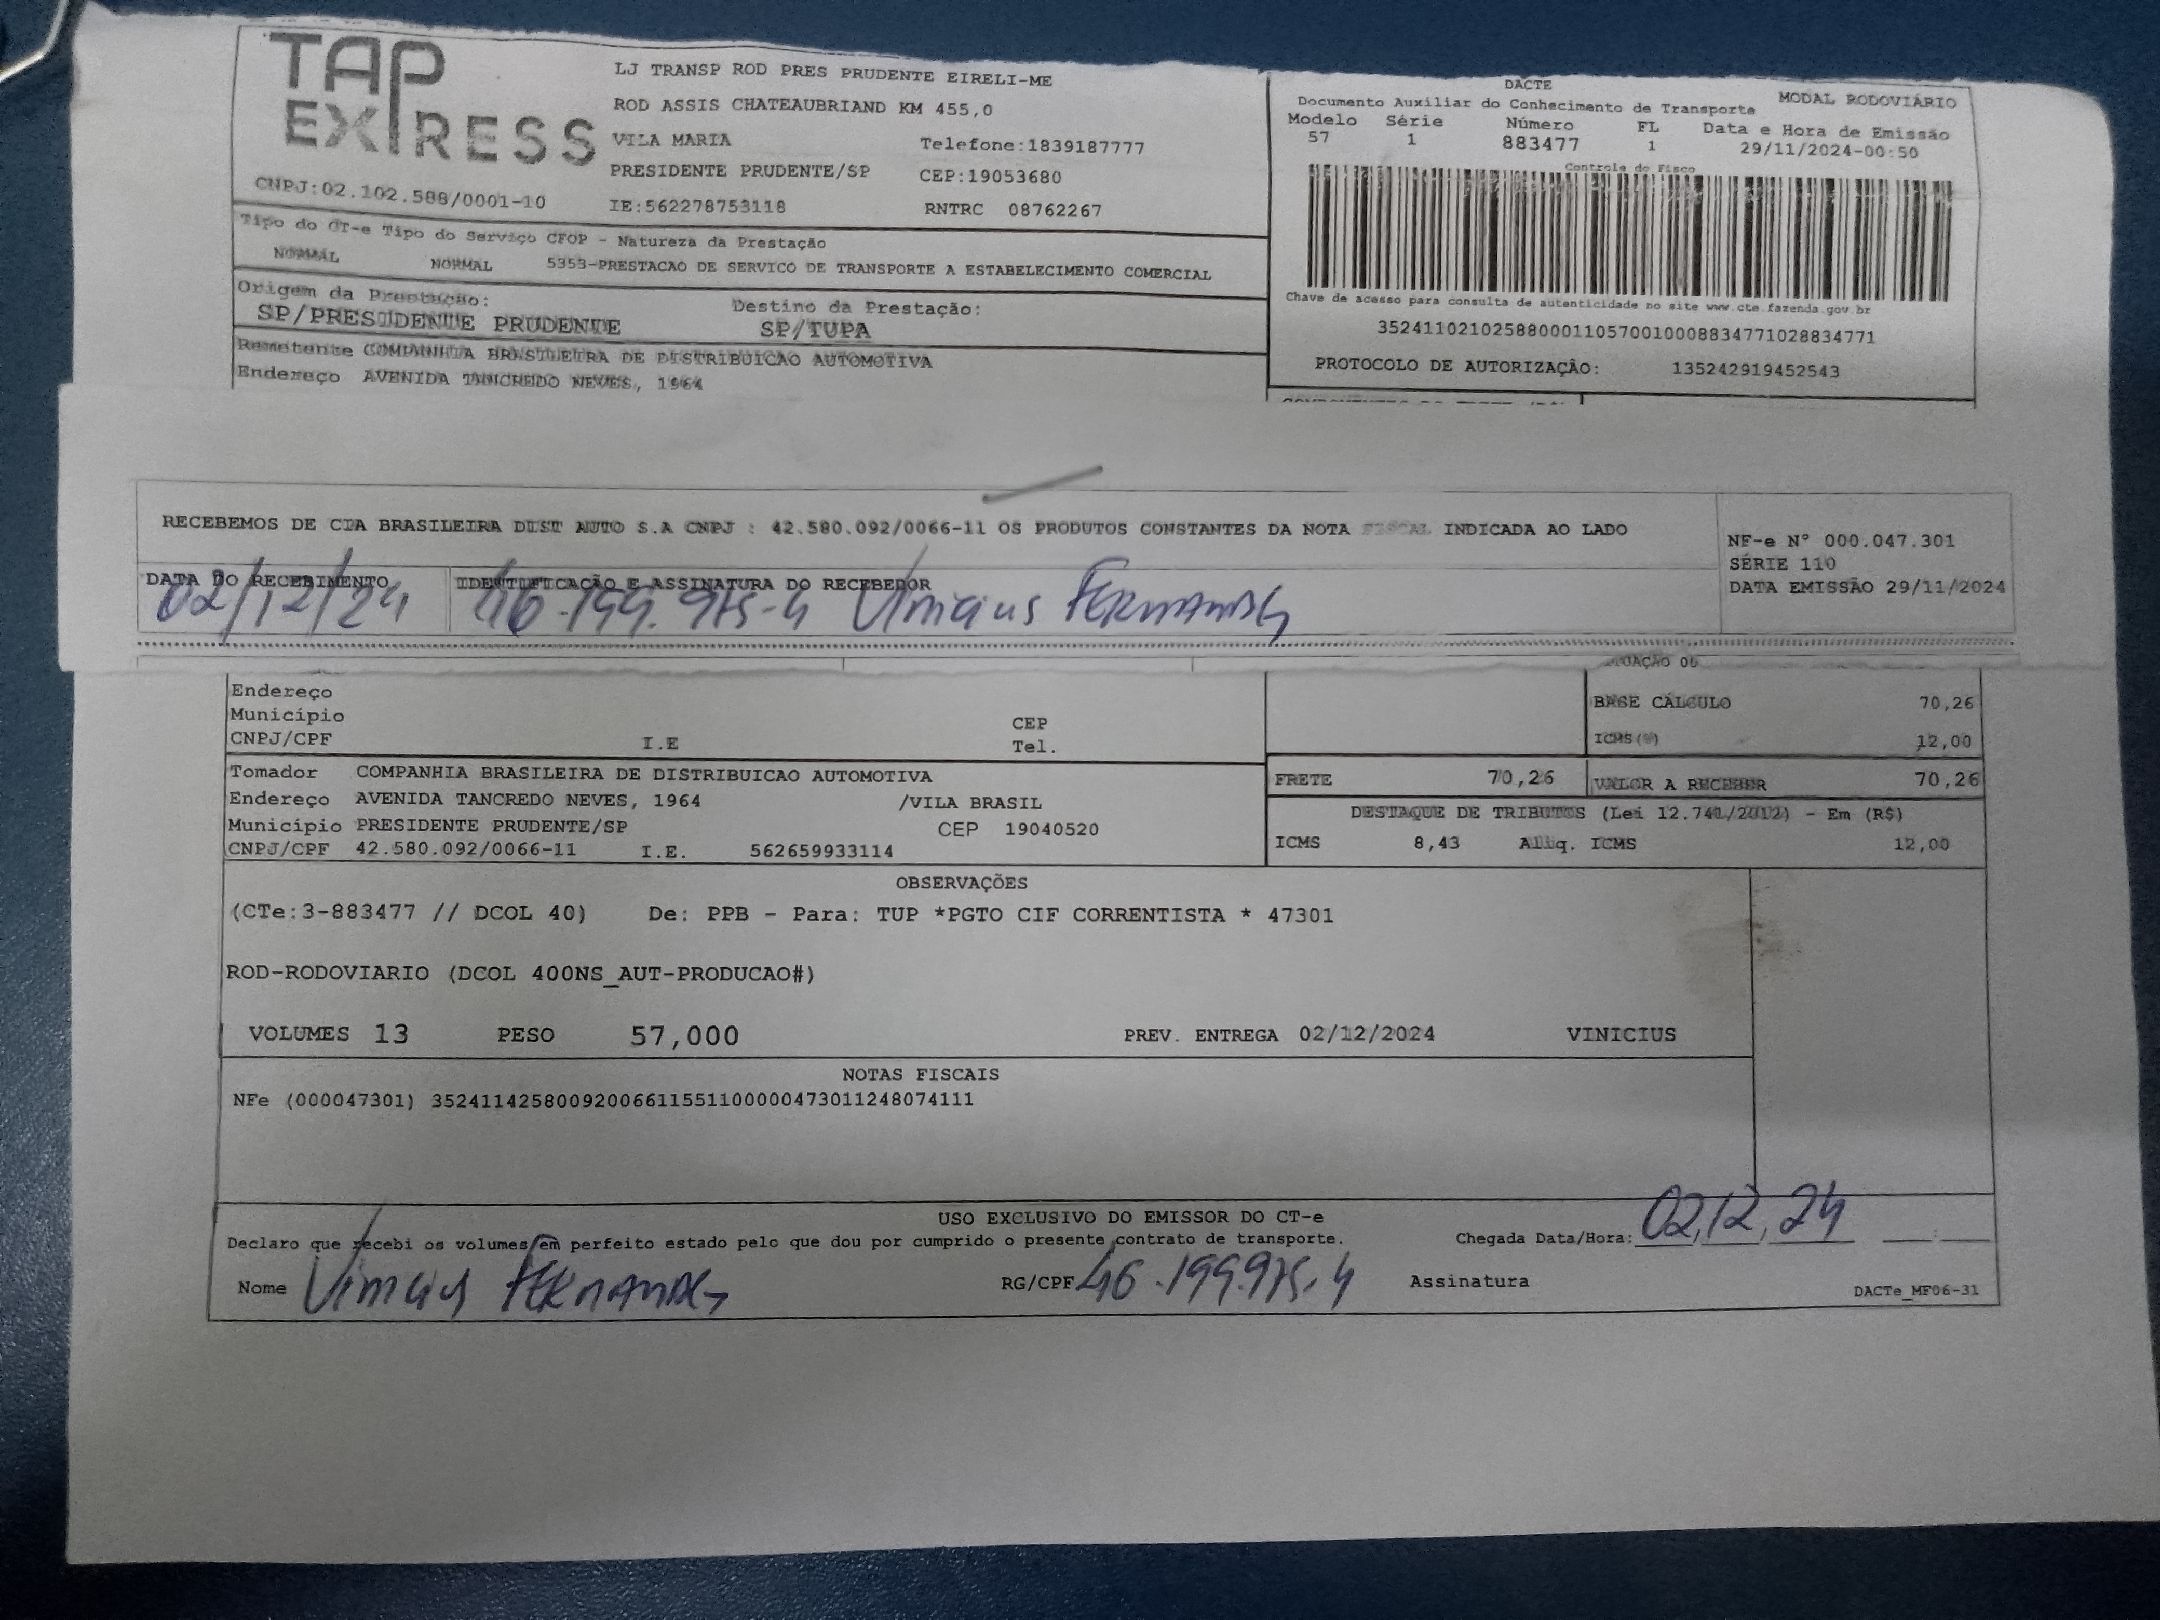 TAP
EXPRESS
CNPJ:02.102.588/0001-10
LJ TRANSP ROD PRES PRUDENTE EIRELI-ME
ROD ASSIS CHATEAUBRIAND KM 455,0
VILA MARIA Telefone:1839187777
PRESIDENTE PRUDENTE/SP CEP:19053680
IE:562278753118 RNTRC 08762267
DACTE
Documento Auxiliar do Conhecimento de Transporte MODAL RODOVIÁRIO
Modelo Série Número FL Data e Hora de Emissão
57 1 883477 1 29/11/2024-00:50
Controle do Fisco
Chave de acesso para consulta de autenticidade no site www.cte.fazenda.gov.br
35241102102588000110570010008834771028834771
PROTOCOLO DE AUTORIZAÇÃO: 135242919452543
Tipo do CT-e Tipo do Serviço CFOP - Natureza da Prestação
NORMAL NORMAL 5353-PRESTACAO DE SERVICO DE TRANSPORTE A ESTABELECIMENTO COMERCIAL
Origem da Prestação: Destino da Prestação:
SP/PRESIDENTE PRUDENTE SP/TUPA
Remetente COMPANHIA BRASILEIRA DE DISTRIBUICAO AUTOMOTIVA
Endereço AVENIDA TANCREDO NEVES, 1964
RECEBEMOS DE CIA BRASILEIRA DIST AUTO S.A CNPJ : 42.580.092/0066-11 OS PRODUTOS CONSTANTES DA NOTA FISCAL INDICADA AO LADO
NF-e N° 000.047.301
SÉRIE 110
DATA EMISSÃO 29/11/2024
DATA DO RECEBIMENTO IDENTIFICAÇÃO E ASSINATURA DO RECEBEDOR
02/12/24 46.199.975-4 Vinicius Fernandes
Endereço
Município CEP
CNPJ/CPF I.E Tel.
BASE CÁLCULO 70,26
ICMS(%) 12,00
Tomador COMPANHIA BRASILEIRA DE DISTRIBUICAO AUTOMOTIVA
Endereço AVENIDA TANCREDO NEVES, 1964 /VILA BRASIL
Município PRESIDENTE PRUDENTE/SP CEP 19040520
CNPJ/CPF 42.580.092/0066-11 I.E. 562659933114
FRETE 70,26 VALOR A RECEBER 70,26
DESTAQUE DE TRIBUTOS (Lei 12.741/2012) - Em (R$)
ICMS 8,43 Alíq. ICMS 12,00
OBSERVAÇÕES
(CTe:3-883477 // DCOL 40) De: PPB - Para: TUP *PGTO CIF CORRENTISTA * 47301
ROD-RODOVIARIO (DCOL 400NS_AUT-PRODUCAO#)
VOLUMES 13 PESO 57,000 PREV. ENTREGA 02/12/2024 VINICIUS
NOTAS FISCAIS
NFe (000047301) 35241142580092006611551100000473011248074111
USO EXCLUSIVO DO EMISSOR DO CT-e
Declaro que recebi os volumes em perfeito estado pelo que dou por cumprido o presente contrato de transporte. Chegada Data/Hora: 02/12/24
Nome Vinicius Fernandes RG/CPF 46.199.975-4 Assinatura DACTe_MF06-31